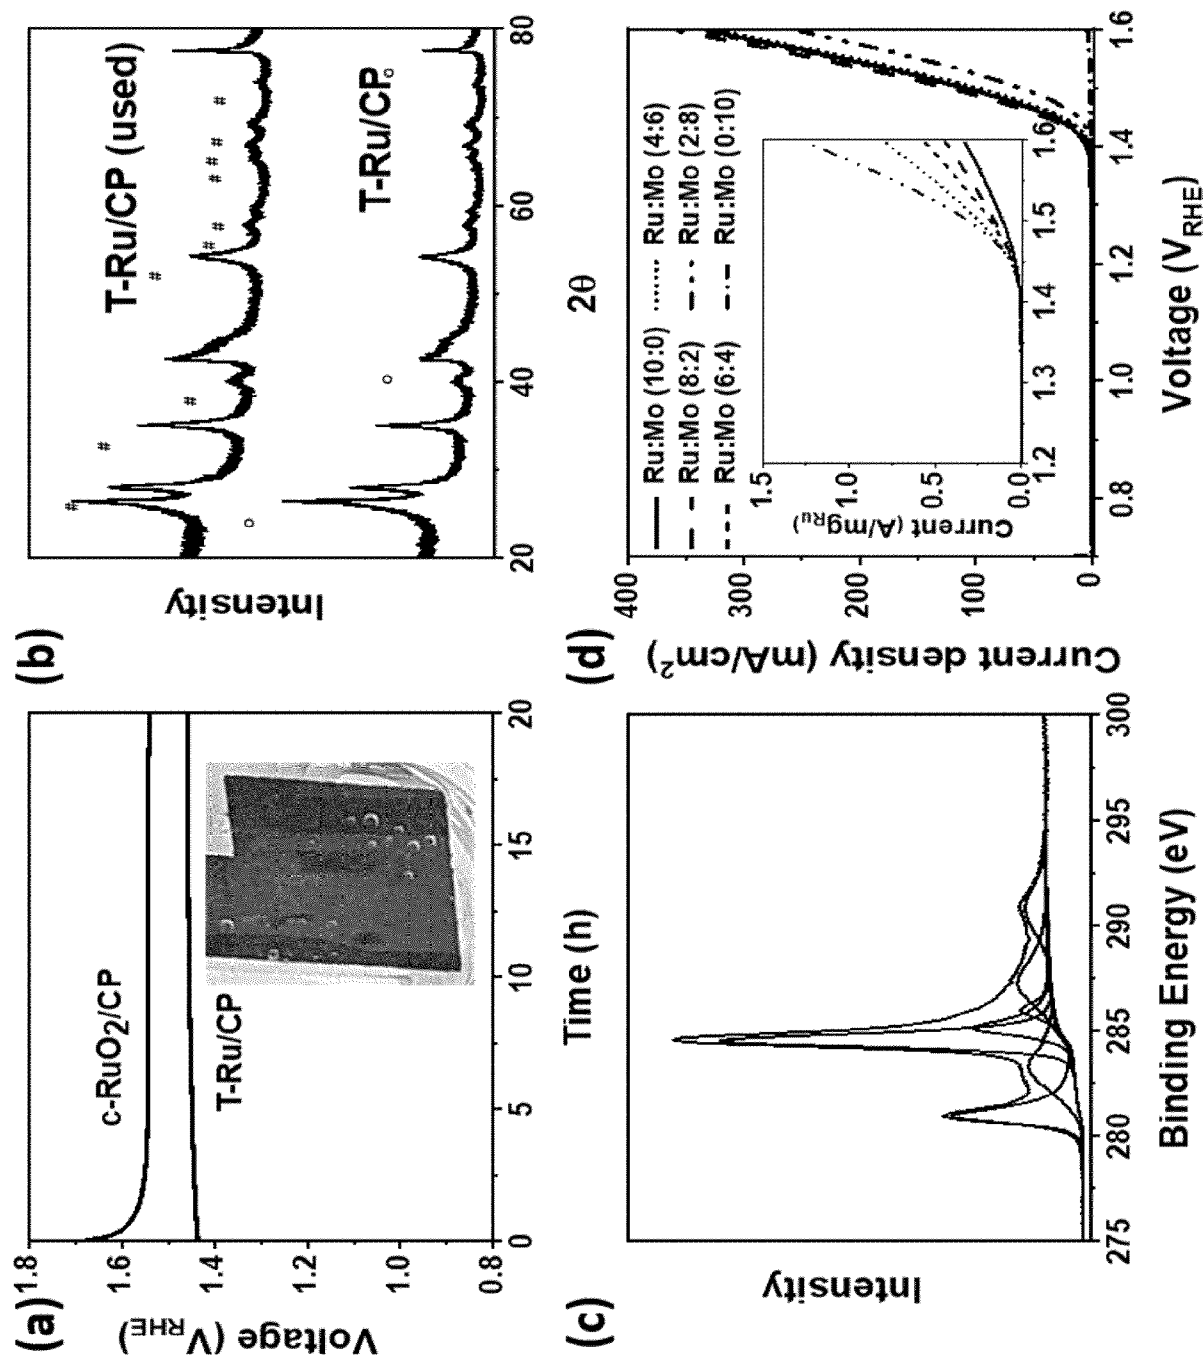 (a)
Voltage (VRHE)
1.8
1.6
1.4
1.2
1.0
0.8
c-RuO2/CP
T-Ru/CP
0
5
10
15
20
Time (h)
(b)
Intensity
T-Ru/CP (used)
#
#
#
#
#
#
#
#
#
#
T-Ru/CP
o
o
o
20
40
60
80
2θ
(c)
Intensity
275
280
285
290
295
300
Binding Energy (eV)
(d)
Current density (mA/cm2)
400
300
200
100
0
Ru:Mo (10:0)
Ru:Mo (4:6)
Ru:Mo (8:2)
Ru:Mo (2:8)
Ru:Mo (6:4)
Ru:Mo (0:10)
Current (A/mgRu)
1.5
1.0
0.5
0.0
1.2
1.3
1.4
1.5
1.6
0.8
1.0
1.2
1.4
1.6
Voltage (VRHE)